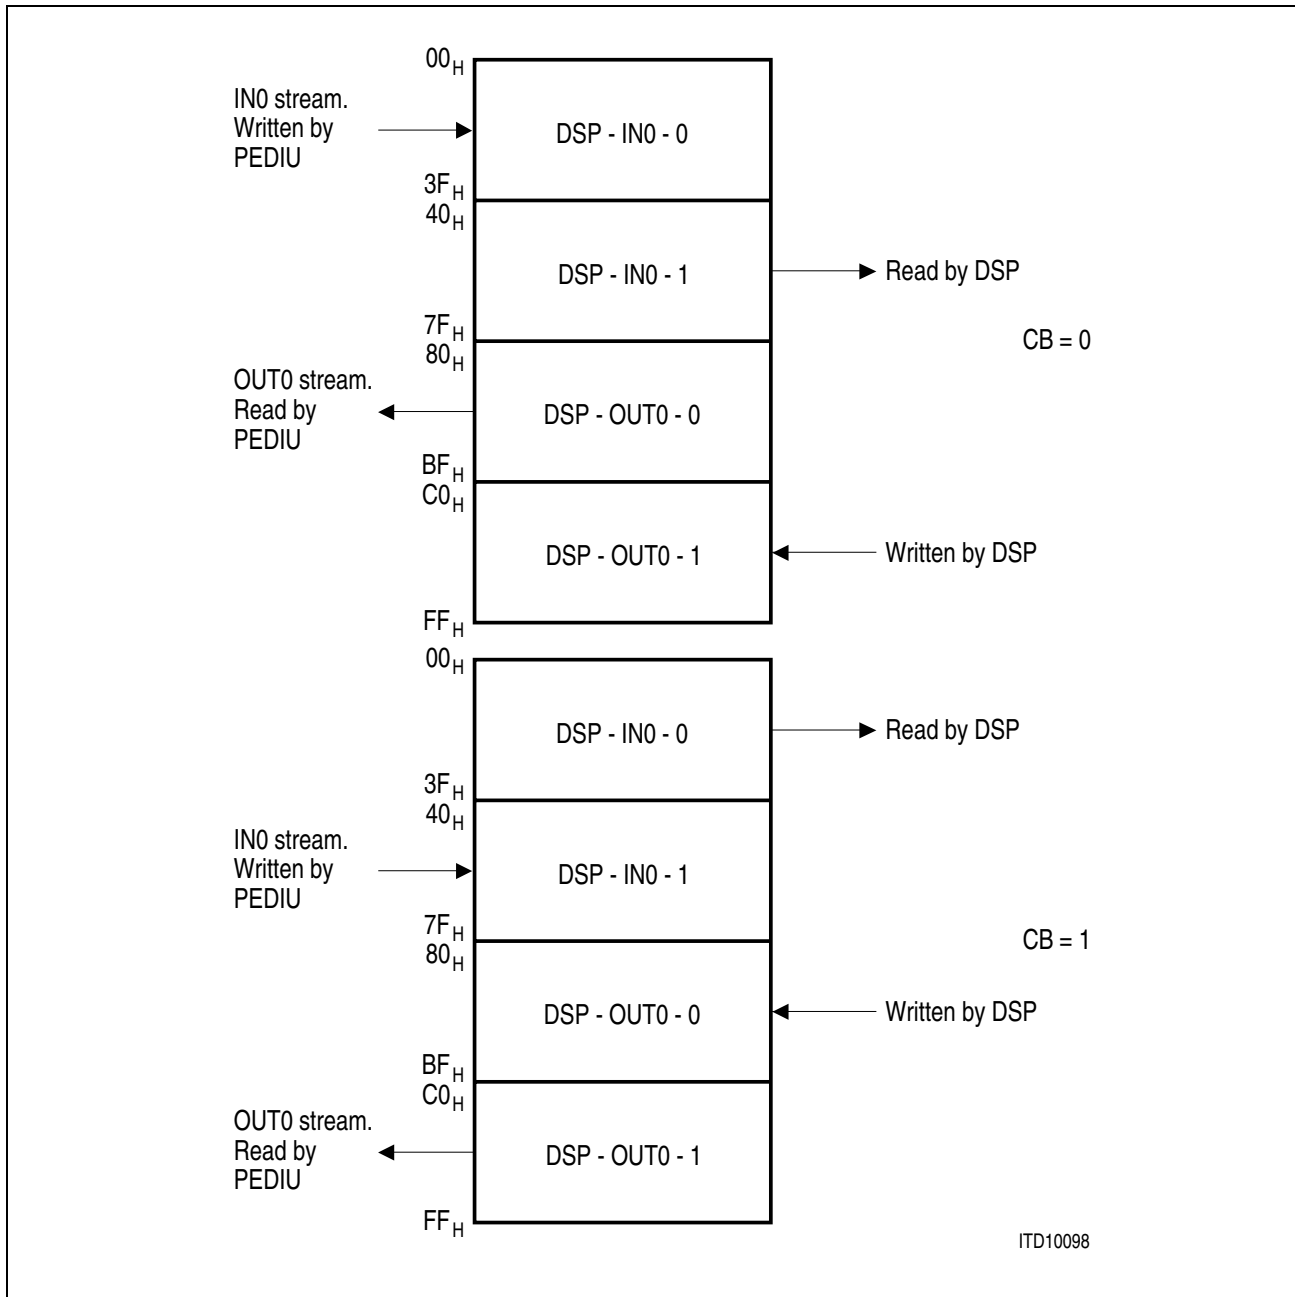 00H
IN0 stream.
Written by
PEDIU
DSP - IN0 - 0
3FH
40H
DSP - IN0 - 1
Read by DSP
7FH
80H
CB = 0
OUT0 stream.
Read by
PEDIU
DSP - OUT0 - 0
BFH
C0H
DSP - OUT0 - 1
Written by DSP
FFH
00H
DSP - IN0 - 0
Read by DSP
3FH
40H
IN0 stream.
Written by
PEDIU
DSP - IN0 - 1
7FH
80H
CB = 1
DSP - OUT0 - 0
Written by DSP
BFH
C0H
OUT0 stream.
Read by
PEDIU
DSP - OUT0 - 1
FFH
ITD10098